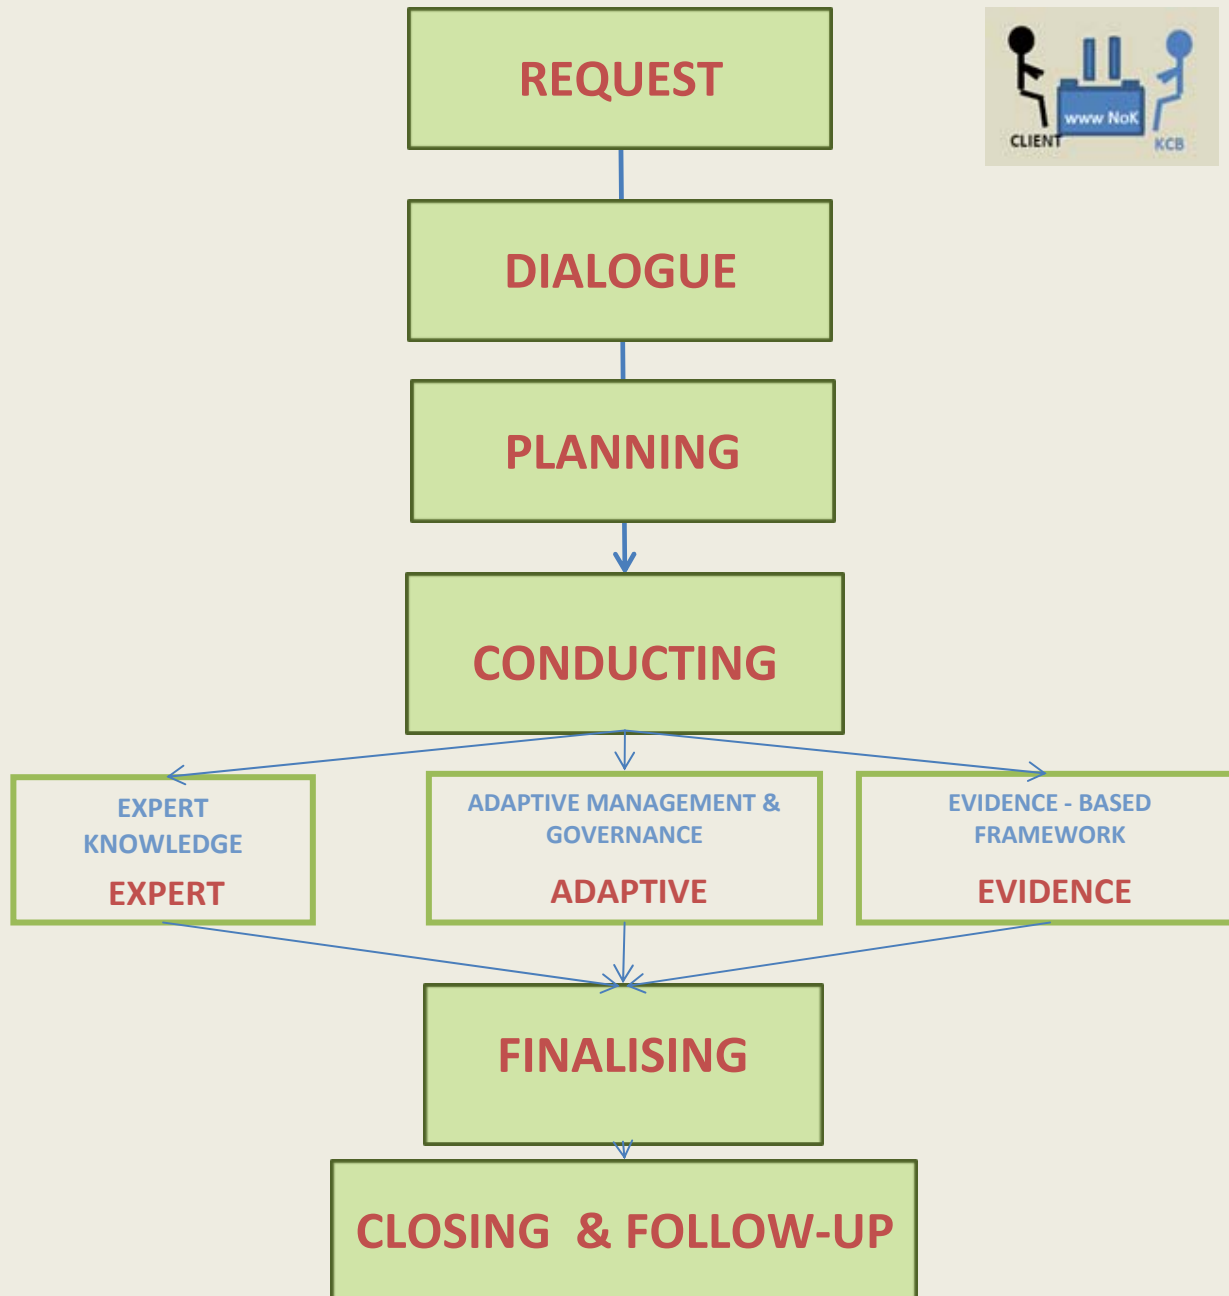 REQUEST
www NoK
CLIENT
KCB
DIALOGUE
PLANNING
CONDUCTING
EXPERT
KNOWLEDGE
EXPERT
ADAPTIVE MANAGEMENT &
GOVERNANCE
ADAPTIVE
EVIDENCE - BASED
FRAMEWORK
EVIDENCE
FINALISING
CLOSING & FOLLOW-UP